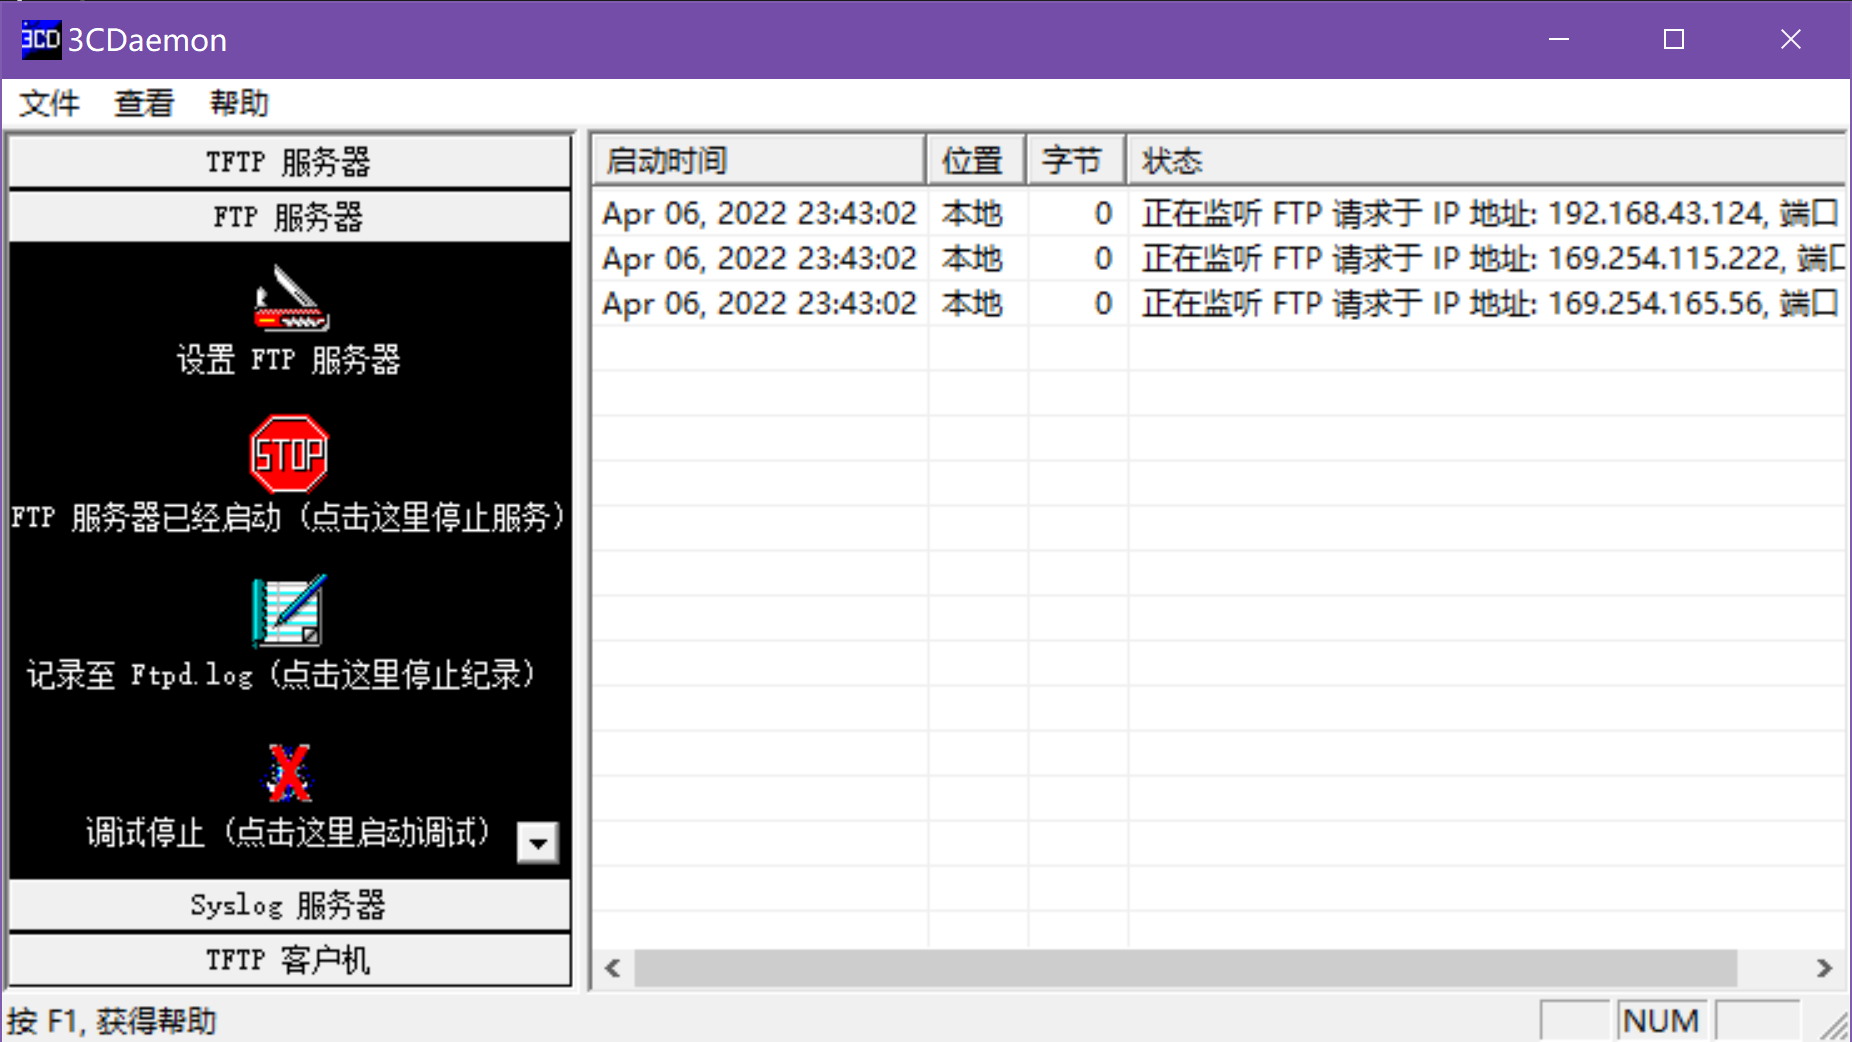 3CD 3CDaemon
文件 查看 帮助
TFTP 服务器
FTP 服务器
设置 FTP 服务器
STOP
FTP 服务器已经启动 (点击这里停止服务)
记录至 Ftpd.log (点击这里停止纪录)
调试停止 (点击这里启动调试)
Syslog 服务器
TFTP 客户机
启动时间 位置 字节 状态
Apr 06, 2022 23:43:02 本地 0 正在监听 FTP 请求于 IP 地址: 192.168.43.124, 端口
Apr 06, 2022 23:43:02 本地 0 正在监听 FTP 请求于 IP 地址: 169.254.115.222, 端口
Apr 06, 2022 23:43:02 本地 0 正在监听 FTP 请求于 IP 地址: 169.254.165.56, 端口
按 F1, 获得帮助
NUM